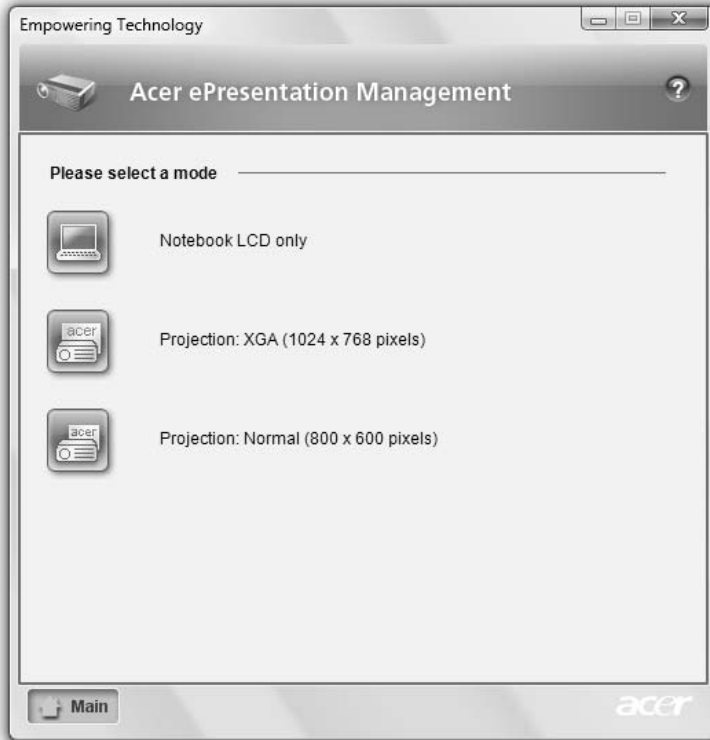 Empowering Technology
Acer ePresentation Management
?
Please select a mode
Notebook LCD only
acer
Projection: XGA (1024 x 768 pixels)
acer
Projection: Normal (800 x 600 pixels)
Main
acer